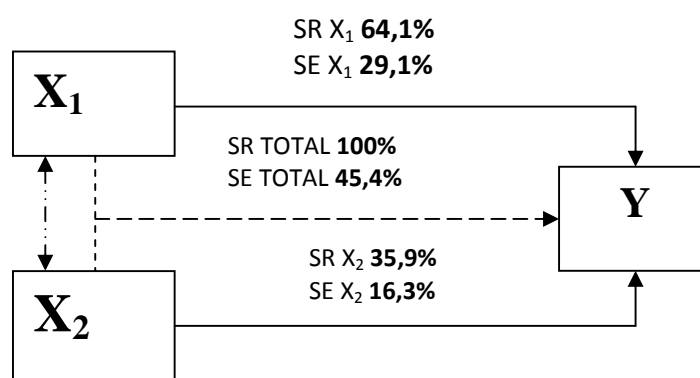 SR X₁ 64,1%
SE X₁ 29,1%
X₁
SR TOTAL 100%
SE TOTAL 45,4%
Y
SR X₂ 35,9%
SE X₂ 16,3%
X₂